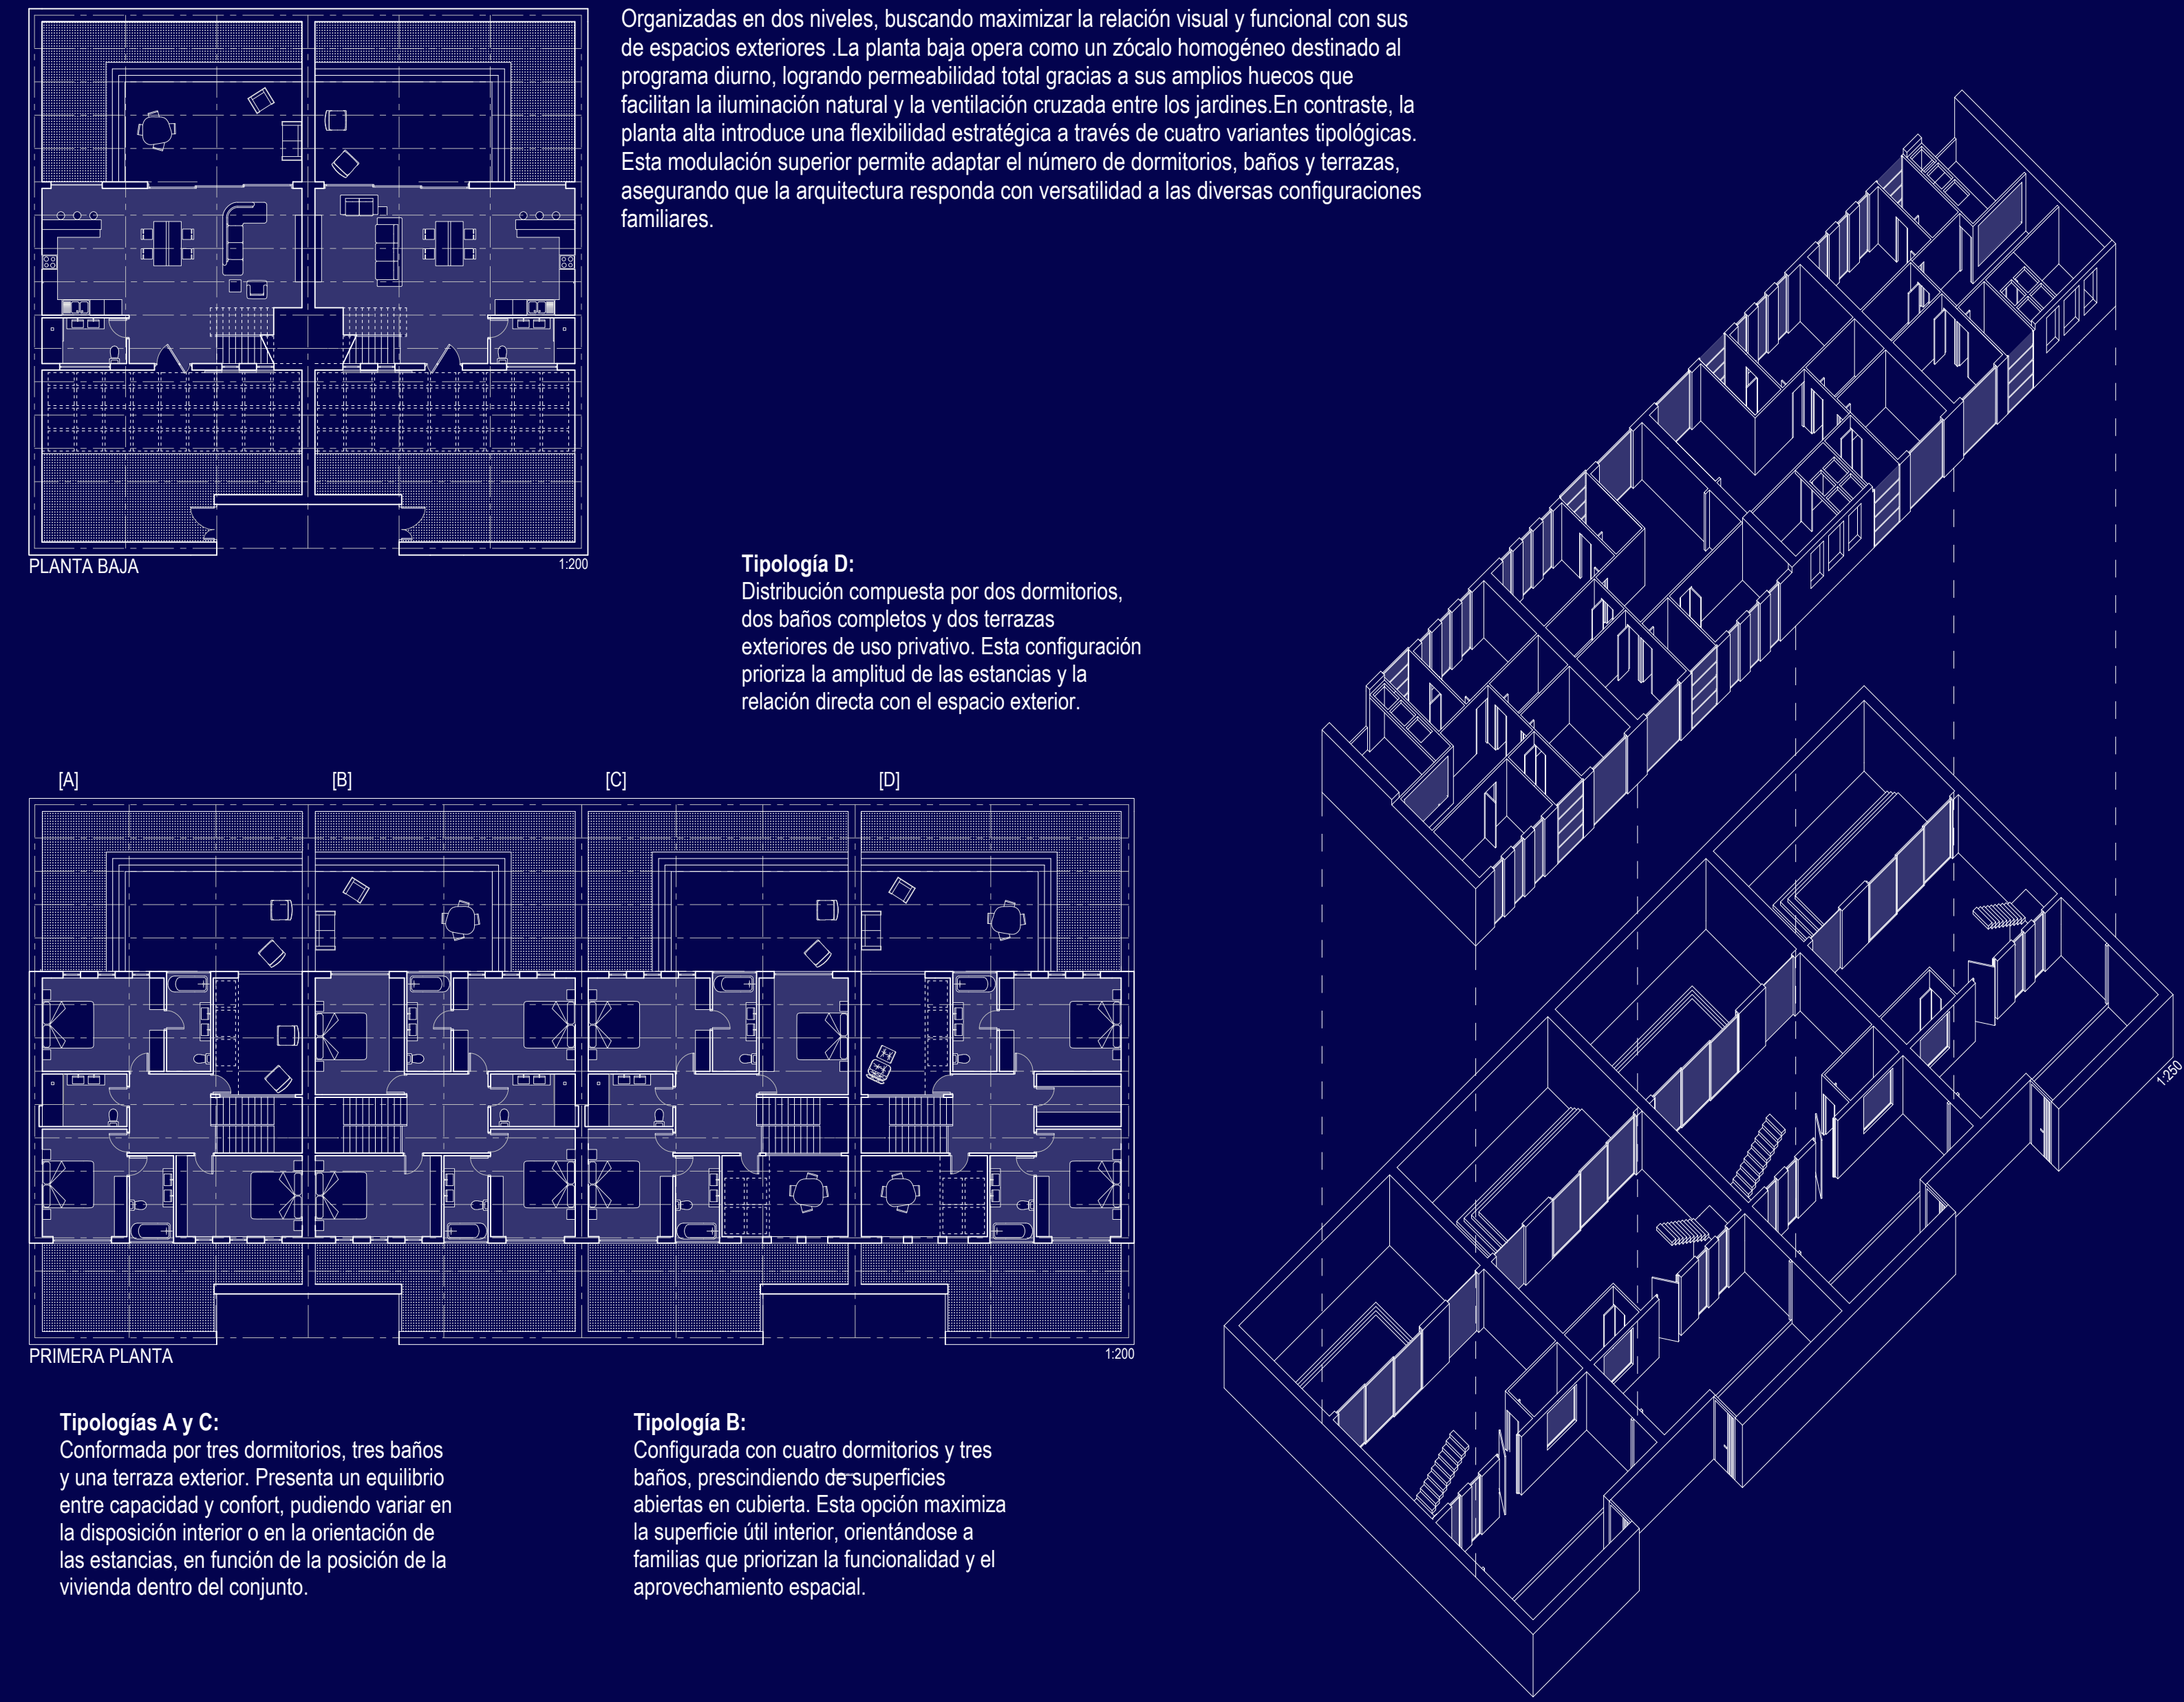 Organizadas en dos niveles, buscando maximizar la relación visual y funcional con sus
de espacios exteriores .La planta baja opera como un zócalo homogéneo destinado al
programa diurno, logrando permeabilidad total gracias a sus amplios huecos que
facilitan la iluminación natural y la ventilación cruzada entre los jardines.En contraste, la
planta alta introduce una flexibilidad estratégica a través de cuatro variantes tipológicas.
Esta modulación superior permite adaptar el número de dormitorios, baños y terrazas,
asegurando que la arquitectura responda con versatilidad a las diversas configuraciones
familiares.
PLANTA BAJA
1:200
Tipología D:
Distribución compuesta por dos dormitorios,
dos baños completos y dos terrazas
exteriores de uso privativo. Esta configuración
prioriza la amplitud de las estancias y la
relación directa con el espacio exterior.
[A]
[B]
[C]
[D]
PRIMERA PLANTA
1:200
1:250
Tipologías A y C:
Conformada por tres dormitorios, tres baños
y una terraza exterior. Presenta un equilibrio
entre capacidad y confort, pudiendo variar en
la disposición interior o en la orientación de
las estancias, en función de la posición de la
vivienda dentro del conjunto.
Tipología B:
Configurada con cuatro dormitorios y tres
baños, prescindiendo de superficies
abiertas en cubierta. Esta opción maximiza
la superficie útil interior, orientándose a
familias que priorizan la funcionalidad y el
aprovechamiento espacial.